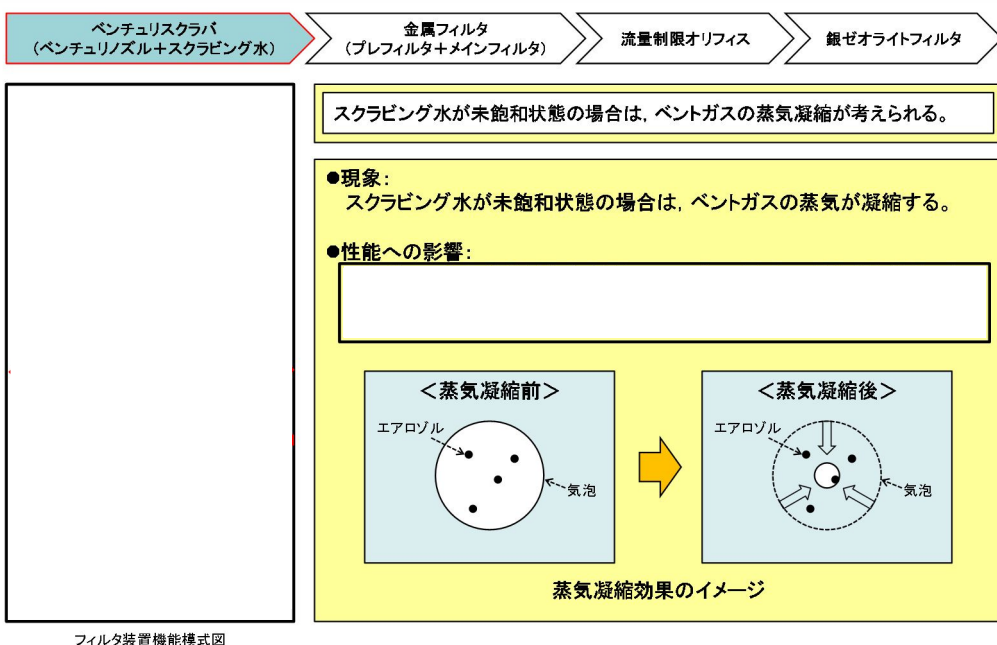 ベンチュリスクラバ
(ベンチュリノズル+スクラビング水)
金属フィルタ
(プレフィルタ+メインフィルタ)
流量制限オリフィス
銀ゼオライトフィルタ
スクラビング水が未飽和状態の場合は，ベントガスの蒸気凝縮が考えられる。
●現象：
スクラビング水が未飽和状態の場合は，ベントガスの蒸気が凝縮する。
●性能への影響：
＜蒸気凝縮前＞
エアロゾル
気泡
＜蒸気凝縮後＞
エアロゾル
気泡
蒸気凝縮効果のイメージ
フィルタ装置機能模式図